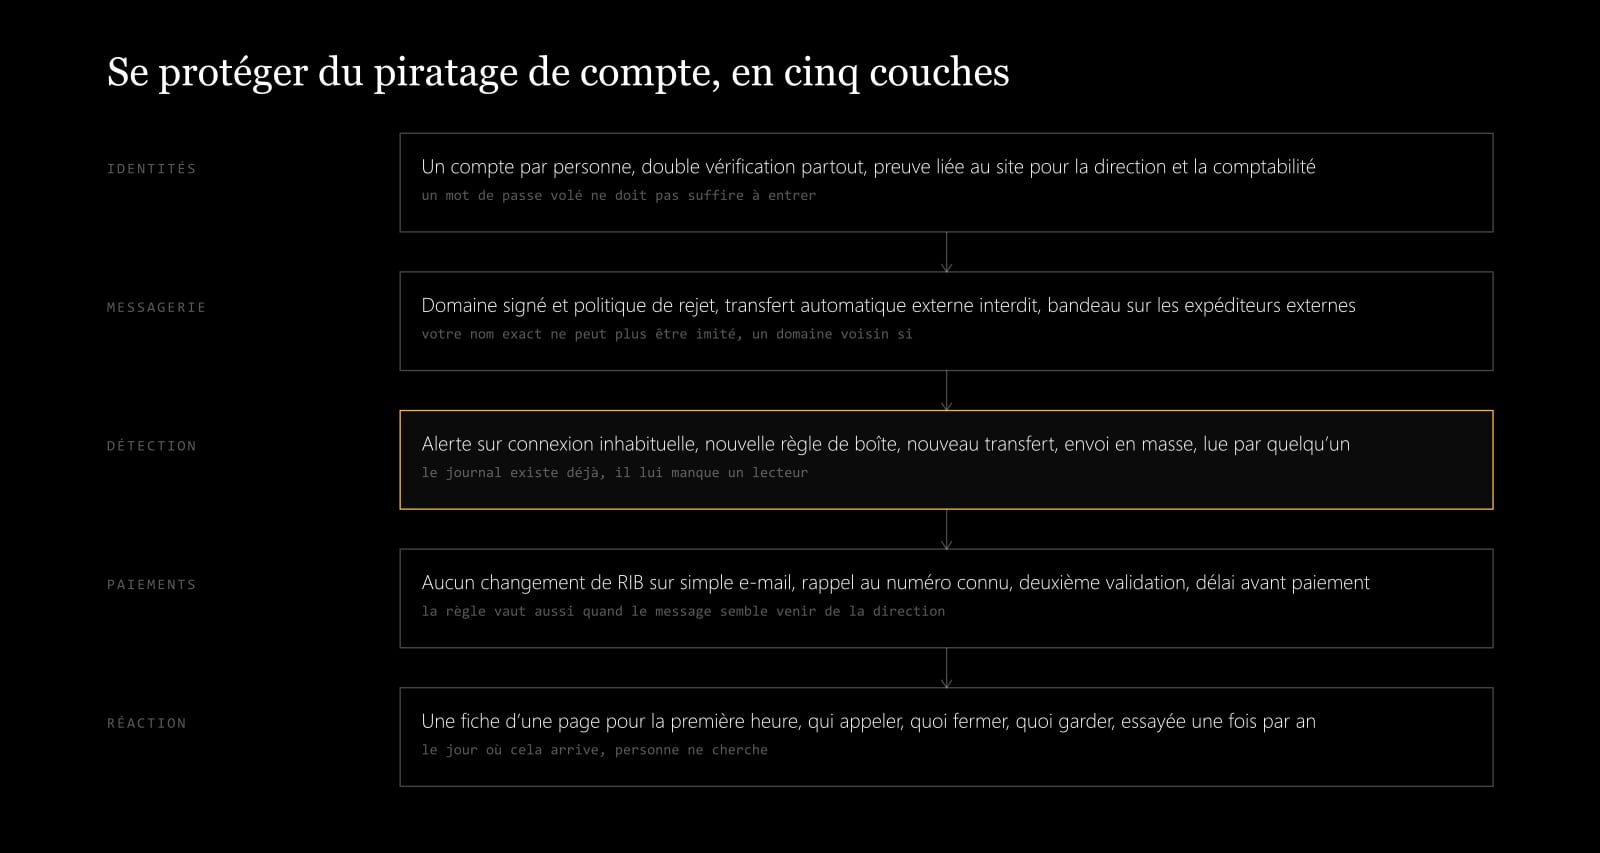 Se protéger du piratage de compte, en cinq couches
IDENTITÉS
Un compte par personne, double vérification partout, preuve liée au site pour la direction et la comptabilité
un mot de passe volé ne doit pas suffire à entrer
MESSAGERIE
Domaine signé et politique de rejet, transfert automatique externe interdit, bandeau sur les expéditeurs externes
votre nom exact ne peut plus être imité, un domaine voisin si
DÉTECTION
Alerte sur connexion inhabituelle, nouvelle règle de boîte, nouveau transfert, envoi en masse, lue par quelqu’un
le journal existe déjà, il lui manque un lecteur
PAIEMENTS
Aucun changement de RIB sur simple e-mail, rappel au numéro connu, deuxième validation, délai avant paiement
la règle vaut aussi quand le message semble venir de la direction
RÉACTION
Une fiche d’une page pour la première heure, qui appeler, quoi fermer, quoi garder, essayée une fois par an
le jour où cela arrive, personne ne cherche